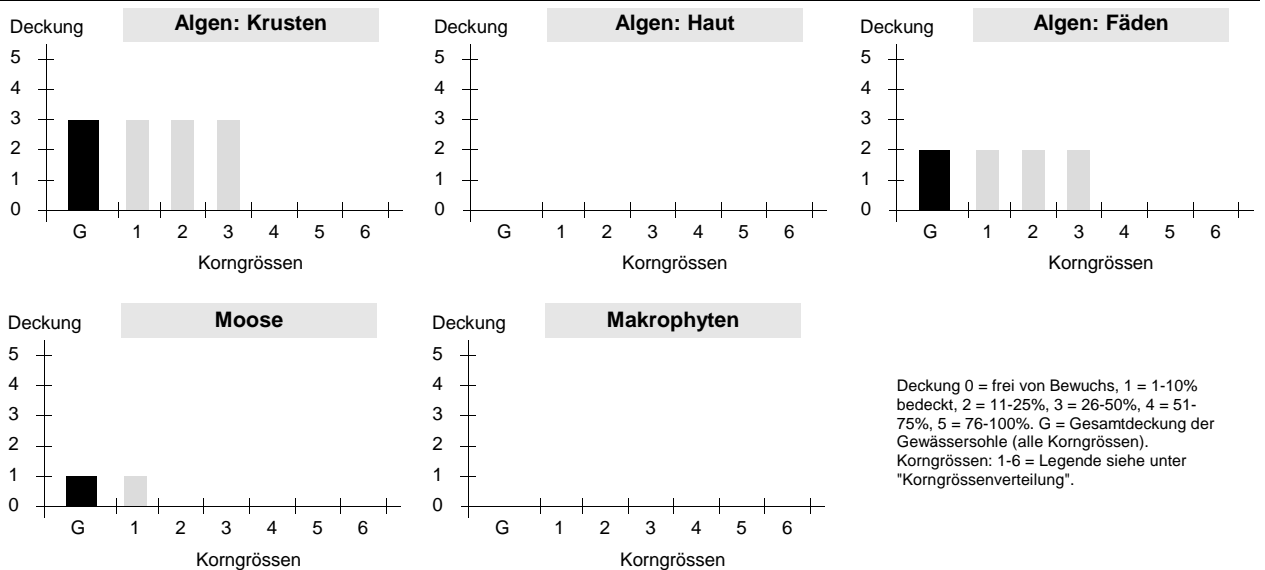 Deckung
Algen: Krusten
5
4
3
2
1
0
G 1 2 3 4 5 6
Korngrössen
Deckung
Algen: Haut
5
4
3
2
1
0
G 1 2 3 4 5 6
Korngrössen
Deckung
Algen: Fäden
5
4
3
2
1
0
G 1 2 3 4 5 6
Korngrössen
Deckung
Moose
5
4
3
2
1
0
G 1 2 3 4 5 6
Korngrössen
Deckung
Makrophyten
5
4
3
2
1
0
G 1 2 3 4 5 6
Korngrössen
Deckung 0 = frei von Bewuchs, 1 = 1-10%
bedeckt, 2 = 11-25%, 3 = 26-50%, 4 = 51-
75%, 5 = 76-100%. G = Gesamtdeckung der
Gewässersohle (alle Korngrössen).
Korngrössen: 1-6 = Legende siehe unter
"Korngrössenverteilung".